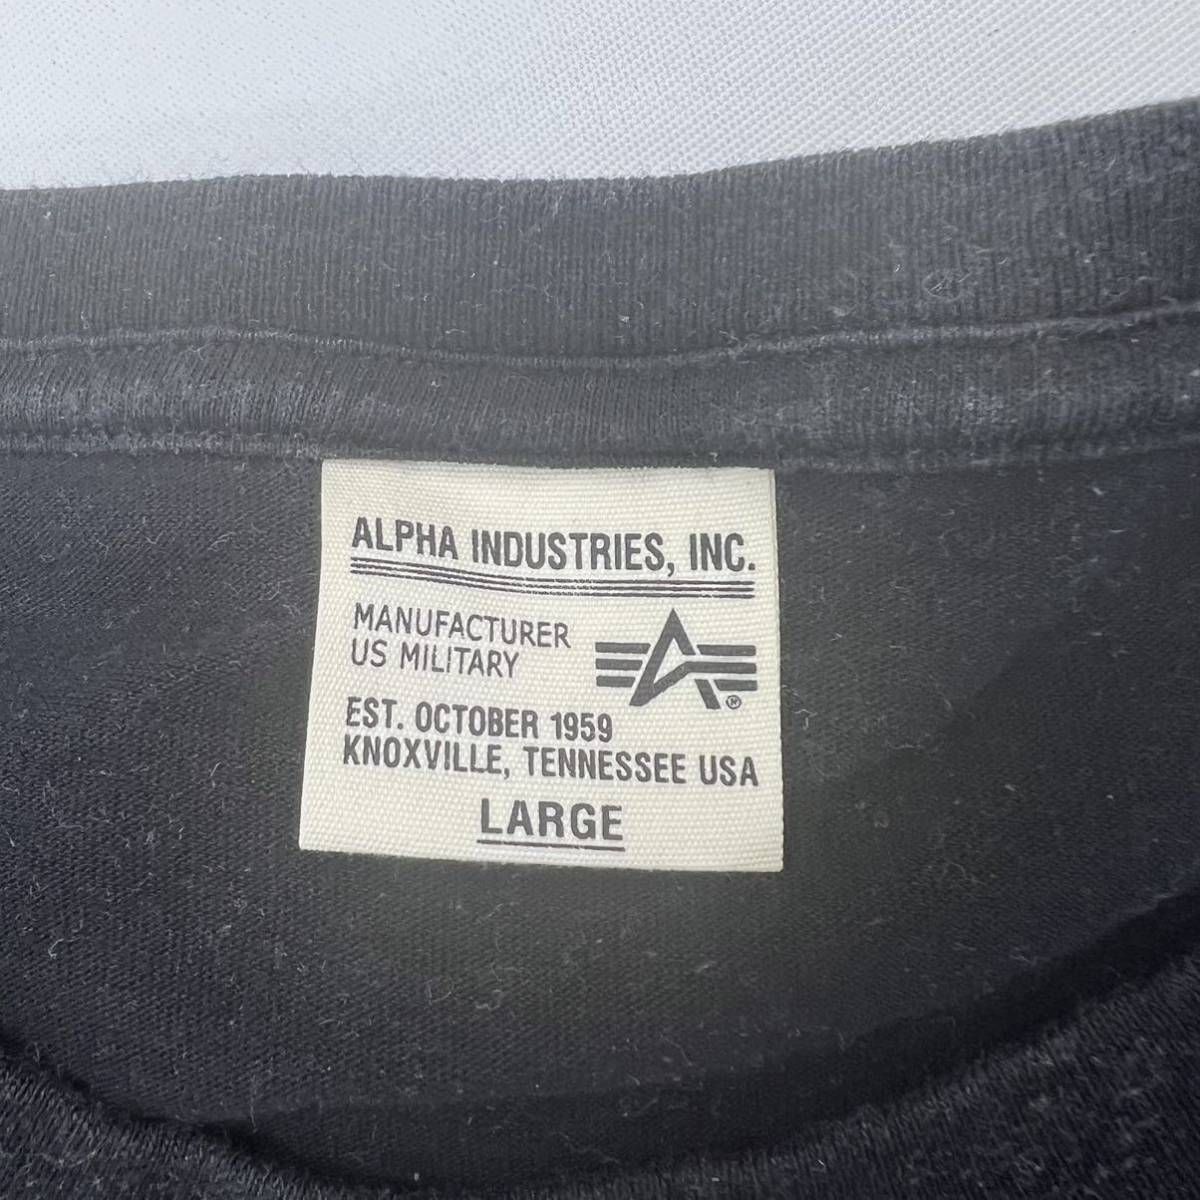 ALPHA INDUSTRIES, INC.
MANUFACTURER
US MILITARY
®
EST. OCTOBER 1959
KNOXVILLE, TENNESSEE USA
LARGE